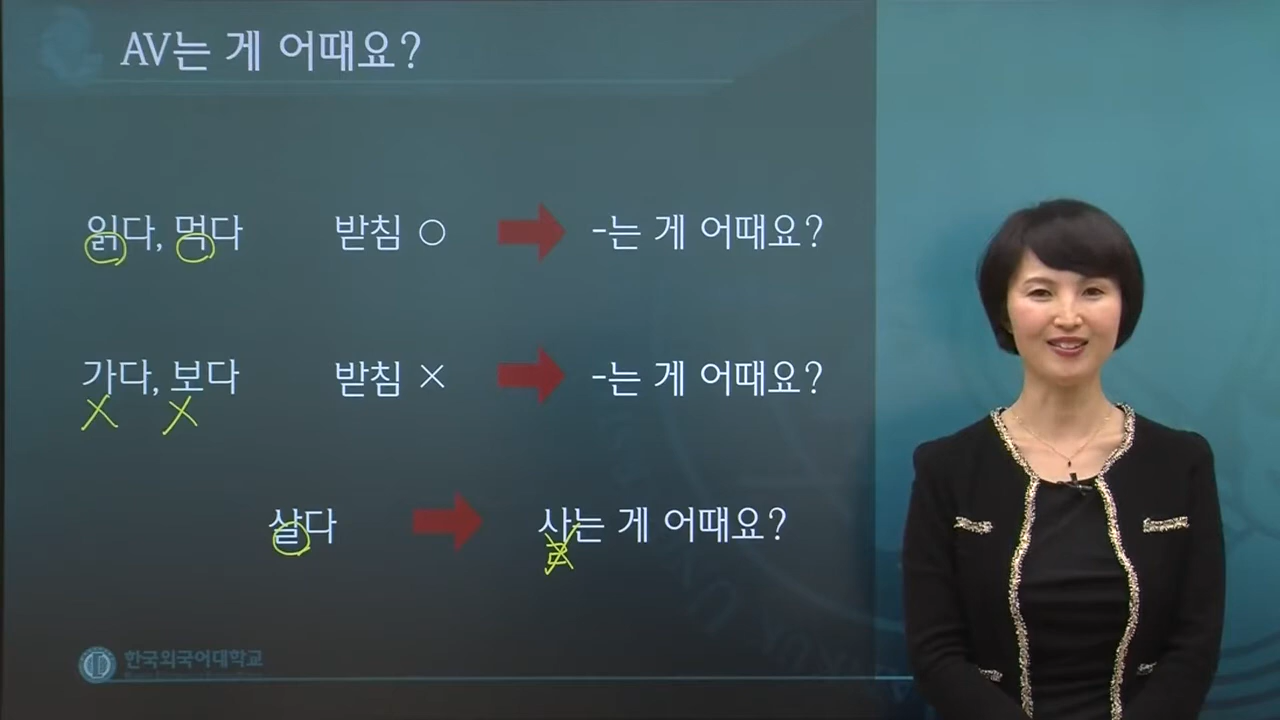 AV는 게 어때요?
읽다, 먹다 받침 ○ -는 게 어때요?
가다, 보다 받침 × -는 게 어때요?
살다 사는 게 어때요?
ㄹ
한국외국어대학교